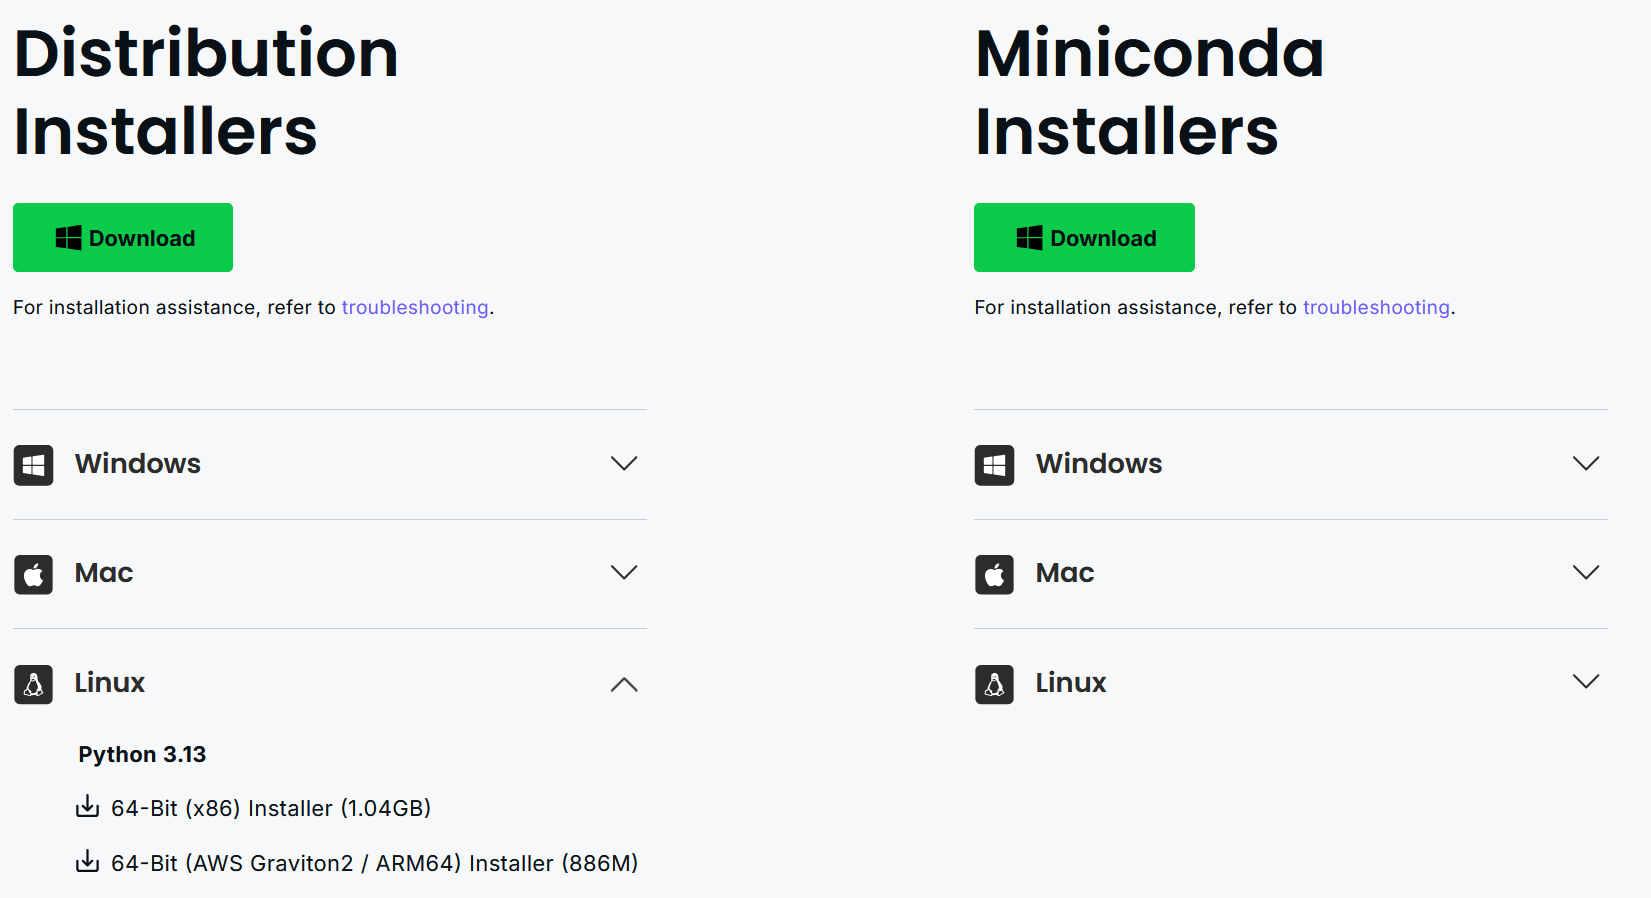 Distribution
Installers
Download
For installation assistance, refer to troubleshooting.
Windows
Mac
Linux
Python 3.13
64-Bit (x86) Installer (1.04GB)
64-Bit (AWS Graviton2 / ARM64) Installer (886M)
Miniconda
Installers
Download
For installation assistance, refer to troubleshooting.
Windows
Mac
Linux